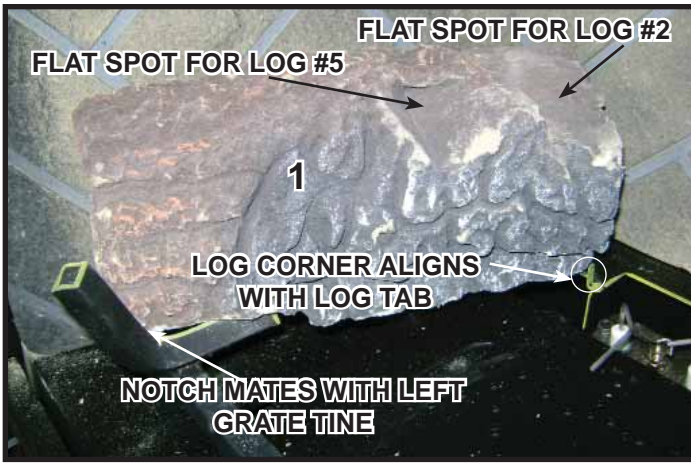 FLAT SPOT FOR LOG #2
FLAT SPOT FOR LOG #5
1
LOG CORNER ALIGNS
WITH LOG TAB
NOTCH MATES WITH LEFT
GRATE TINE